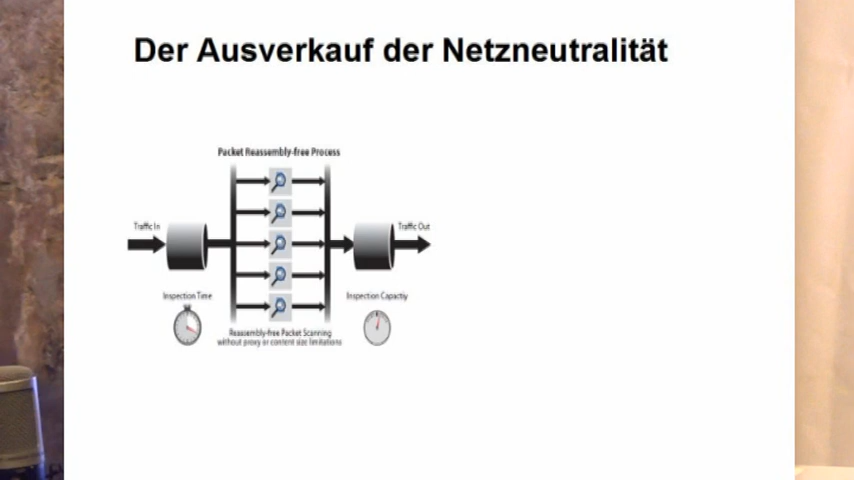 Der Ausverkauf der Netzneutralität
Packet Reassembly-free Process
Traffic In
Traffic Out
Inspection Time
Inspection Capactiy
Reassembly-free Packet Scanning
without proxy or content size limitations